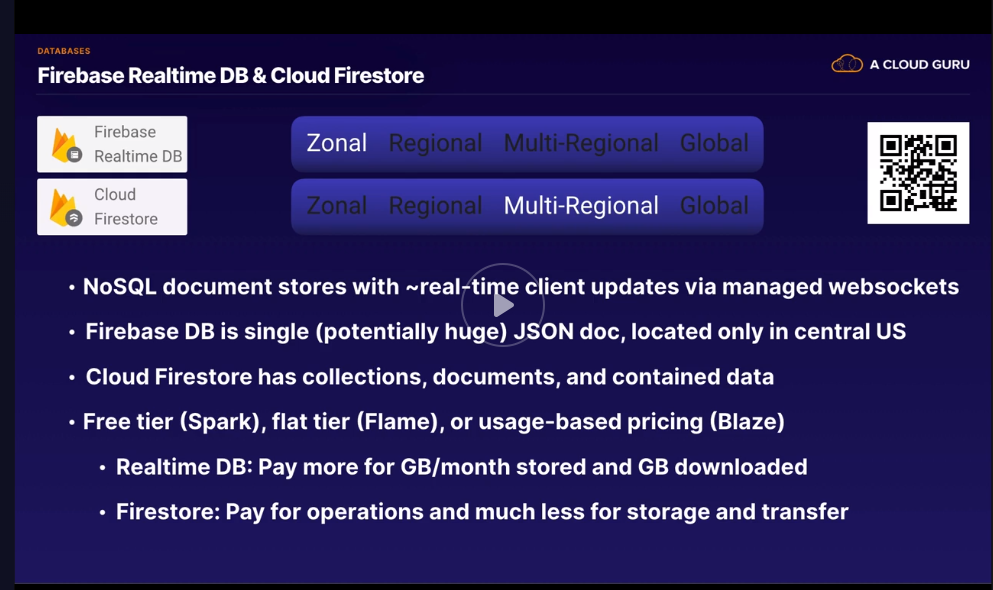 DATABASES
Firebase Realtime DB & Cloud Firestore
A CLOUD GURU
Firebase
Realtime DB
Zonal Regional Multi-Regional Global
Cloud
Firestore
Zonal Regional Multi-Regional Global
• NoSQL document stores with ~real-time client updates via managed websockets
• Firebase DB is single (potentially huge) JSON doc, located only in central US
• Cloud Firestore has collections, documents, and contained data
• Free tier (Spark), flat tier (Flame), or usage-based pricing (Blaze)
• Realtime DB: Pay more for GB/month stored and GB downloaded
• Firestore: Pay for operations and much less for storage and transfer